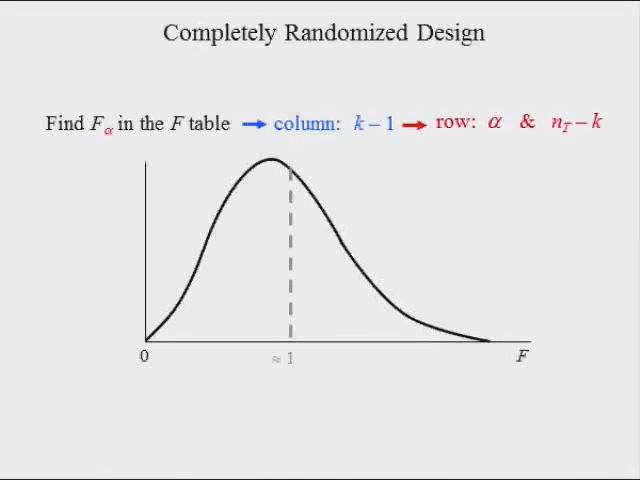 Completely Randomized Design
Find Fα in the F table → column: k – 1 → row: α & nT – k
0 ≈ 1 F